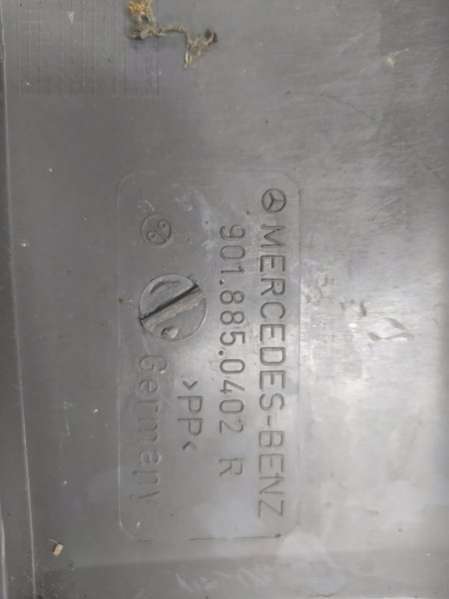 MERCEDES-BENZ
901.885.0402 R
>PP<
Germany